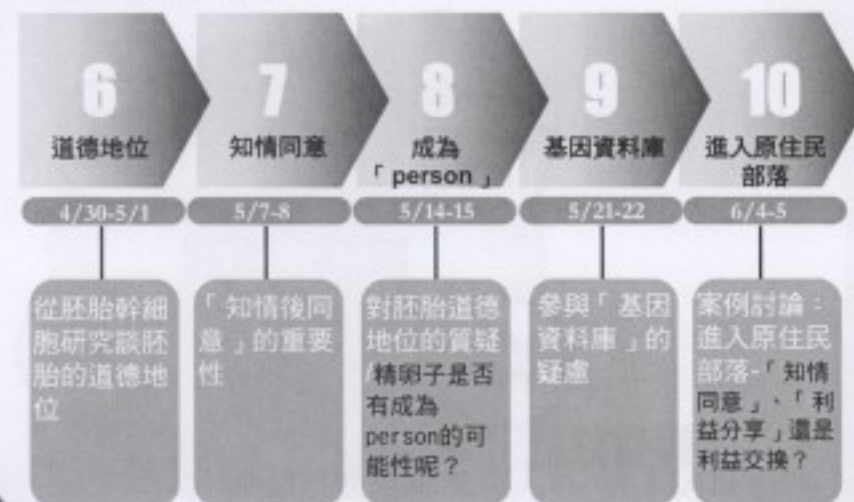 6
道德地位
4/30-5/1
從胚胎幹細
胞研究談胚
胎的道德地
位
7
知情同意
5/7-8
「知情後同
意」的重要
性
8
成為
「person」
5/14-15
對胚胎道德
地位的質疑
/精卵子是否
有成為
person的可
能性呢？
9
基因資料庫
5/21-22
參與「基因
資料庫」的
疑慮
10
進入原住民
部落
6/4-5
案例討論：
進入原住民
部落-「知情
同意」、「利
益分享」還是
利益交換？